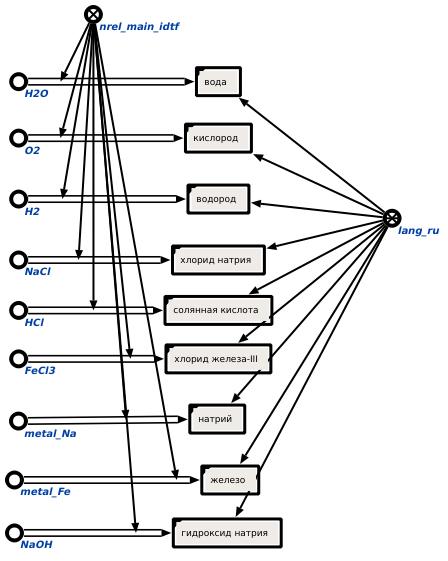 nrel_main_idtf
H2O
вода
O2
кислород
H2
водород
lang_ru
NaCl
хлорид натрия
HCl
солянная кислота
FeCl3
хлорид железа-III
metal_Na
натрий
metal_Fe
железо
NaOH
гидроксид натрия